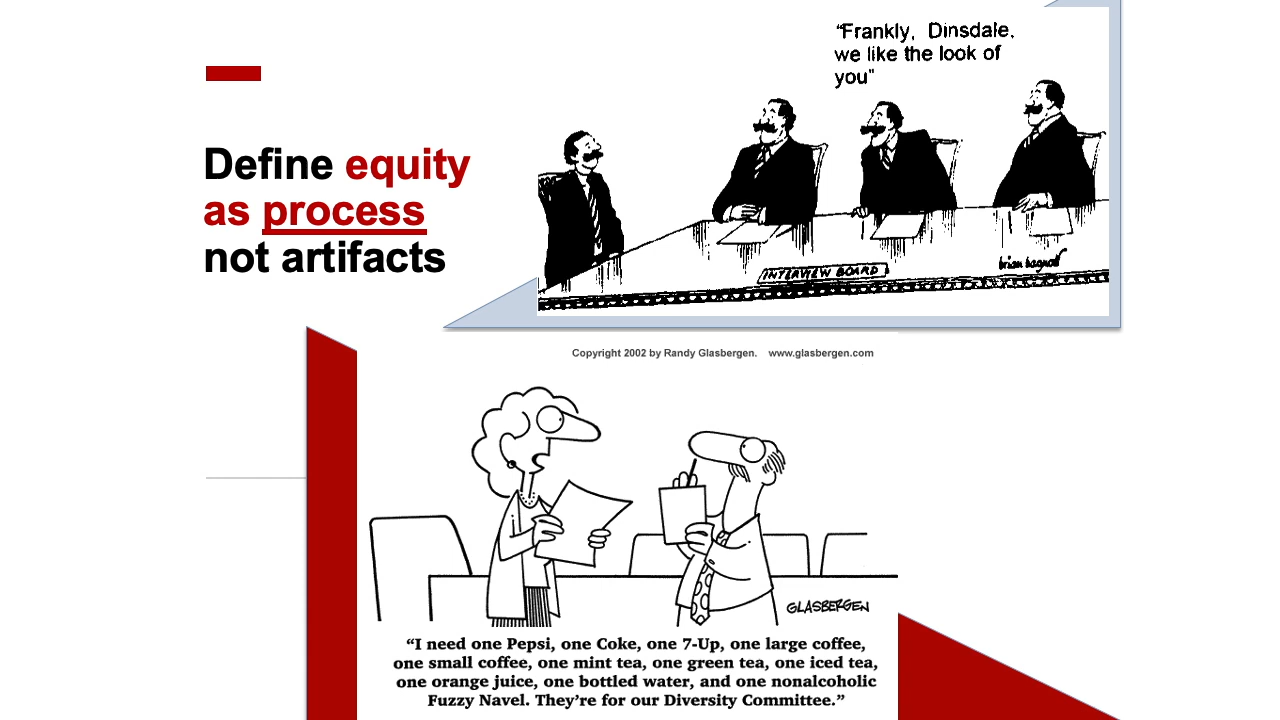 Define equity
as process
not artifacts
“Frankly, Dinsdale,
we like the look of
you”
INTERVIEW BOARD
brian bagnall
Copyright 2002 by Randy Glasbergen. www.glasbergen.com
GLASBERGEN
“I need one Pepsi, one Coke, one 7-Up, one large coffee,
one small coffee, one mint tea, one green tea, one iced tea,
one orange juice, one bottled water, and one nonalcoholic
Fuzzy Navel. They’re for our Diversity Committee.”